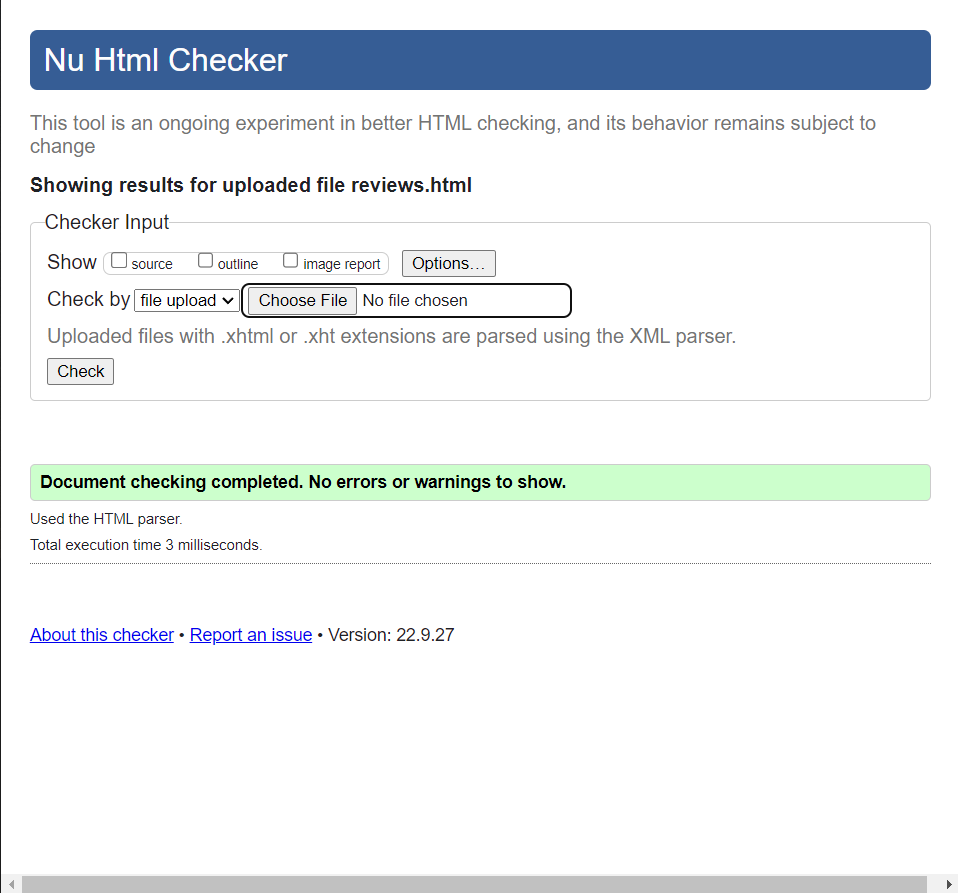 Nu Html Checker
This tool is an ongoing experiment in better HTML checking, and its behavior remains subject to
change
Showing results for uploaded file reviews.html
Checker Input
Show source outline image report Options…
Check by file upload Choose File No file chosen
Uploaded files with .xhtml or .xht extensions are parsed using the XML parser.
Check
Document checking completed. No errors or warnings to show.
Used the HTML parser.
Total execution time 3 milliseconds.
About this checker • Report an issue • Version: 22.9.27